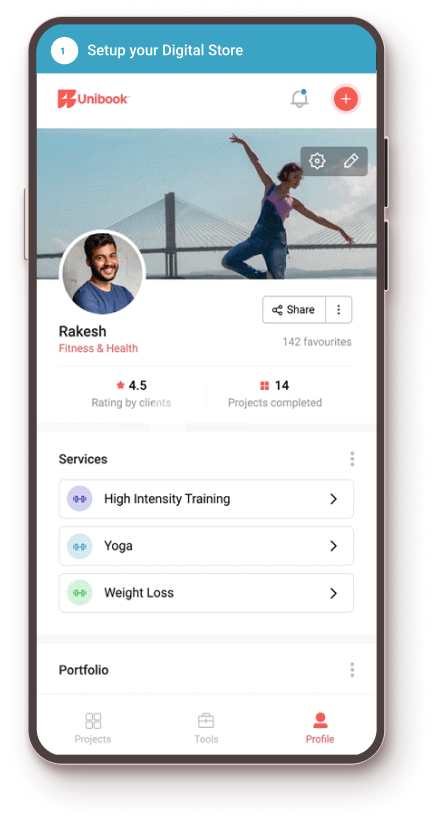 1 Setup your Digital Store
Unibook
Share
Rakesh
Fitness & Health
142 favourites
4.5
14
Rating by clients
Projects completed
Services
High Intensity Training
Yoga
Weight Loss
Portfolio
Projects
Tools
Profile